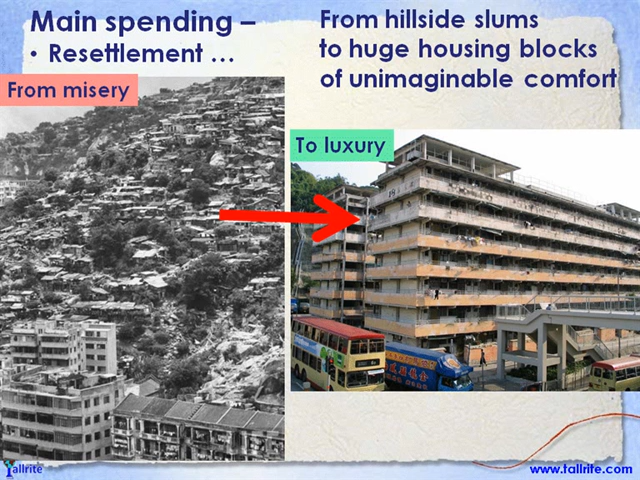 Main spending –
• Resettlement …
From hillside slums
to huge housing blocks
of unimaginable comfort
From misery
To luxury
Tallrite
www.tallrite.com